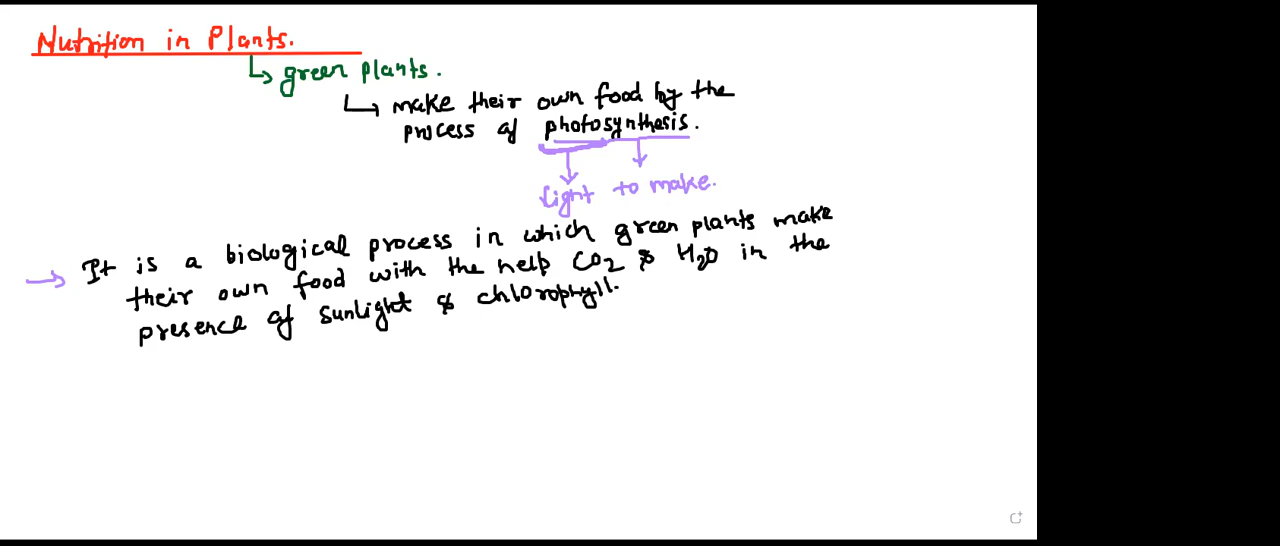 Nutrition in Plants.
↳ green plants.
↳ make their own food by the
process of photosynthesis.
light to make.
→ It is a biological process in which green plants make
their own food with the help CO2 & H2O in the
presence of sunlight & chlorophyll.